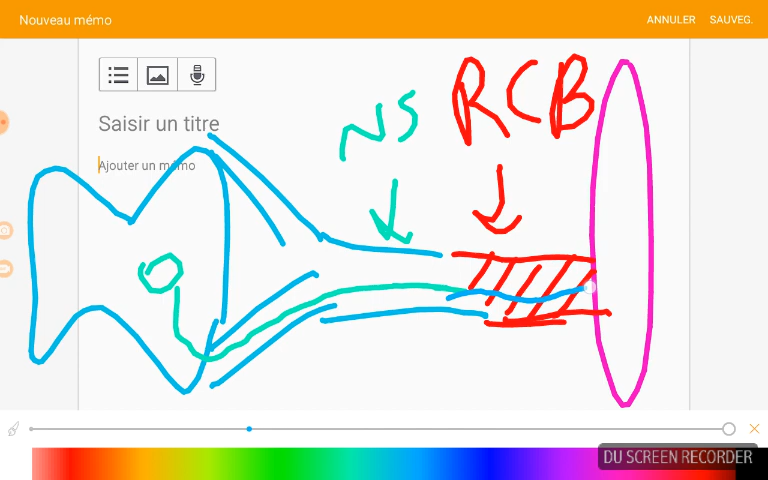 Nouveau mémo
ANNULER SAUVEG.
Saisir un titre
Ajouter un mémo
NS
RCB
DU SCREEN RECORDER